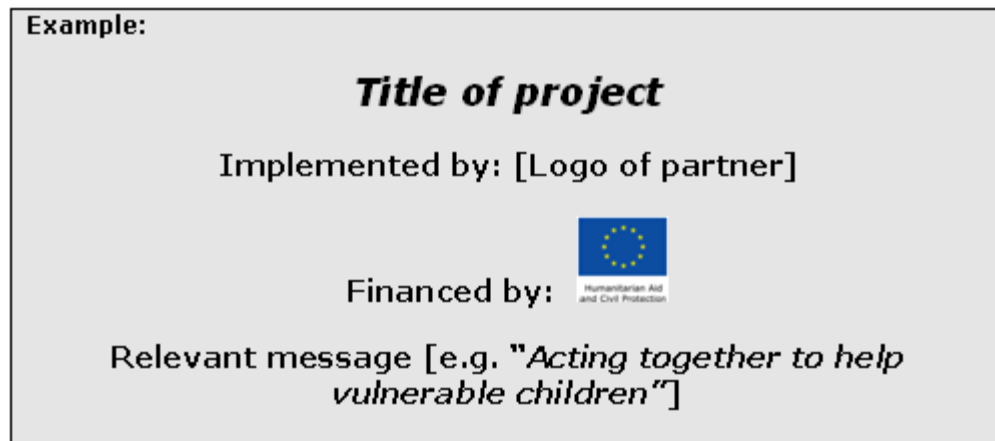 Example:
Title of project
Implemented by: [Logo of partner]
Financed by:
Humanitarian Aid
and Civil Protection
Relevant message [e.g. "Acting together to help
vulnerable children"]